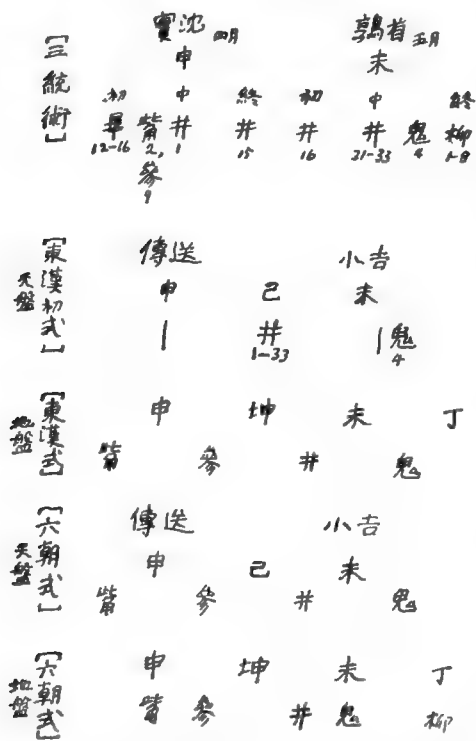 [三統術]
實沈 四月 鶉首 五月
申 未
初 中 終 初 中 終
畢 觜 井 井 井 井 鬼 柳
12-16 2, 1 15 16 21-33 4 1-8
參
9
[東漢初式]
天盤
傳送 小吉
申 己 未
井 鬼
1-33 4
[東漢式]
地盤
申 坤 未 丁
觜 參 井 鬼
[六朝式]
天盤
傳送 小吉
申 己 未
觜 參 井 鬼
[六朝式]
地盤
申 坤 未 丁
觜 參 井 鬼 柳